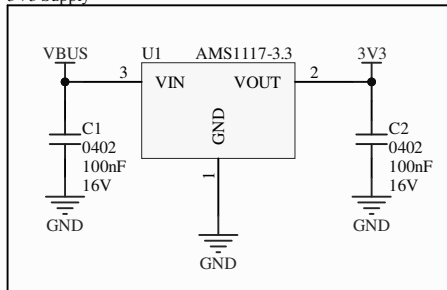 3V3 Supply
VBUS U1 AMS1117-3.3 3V3
3 VIN VOUT 2
GND
1
C1
0402
100nF
16V
GND
C2
0402
100nF
16V
GND
GND